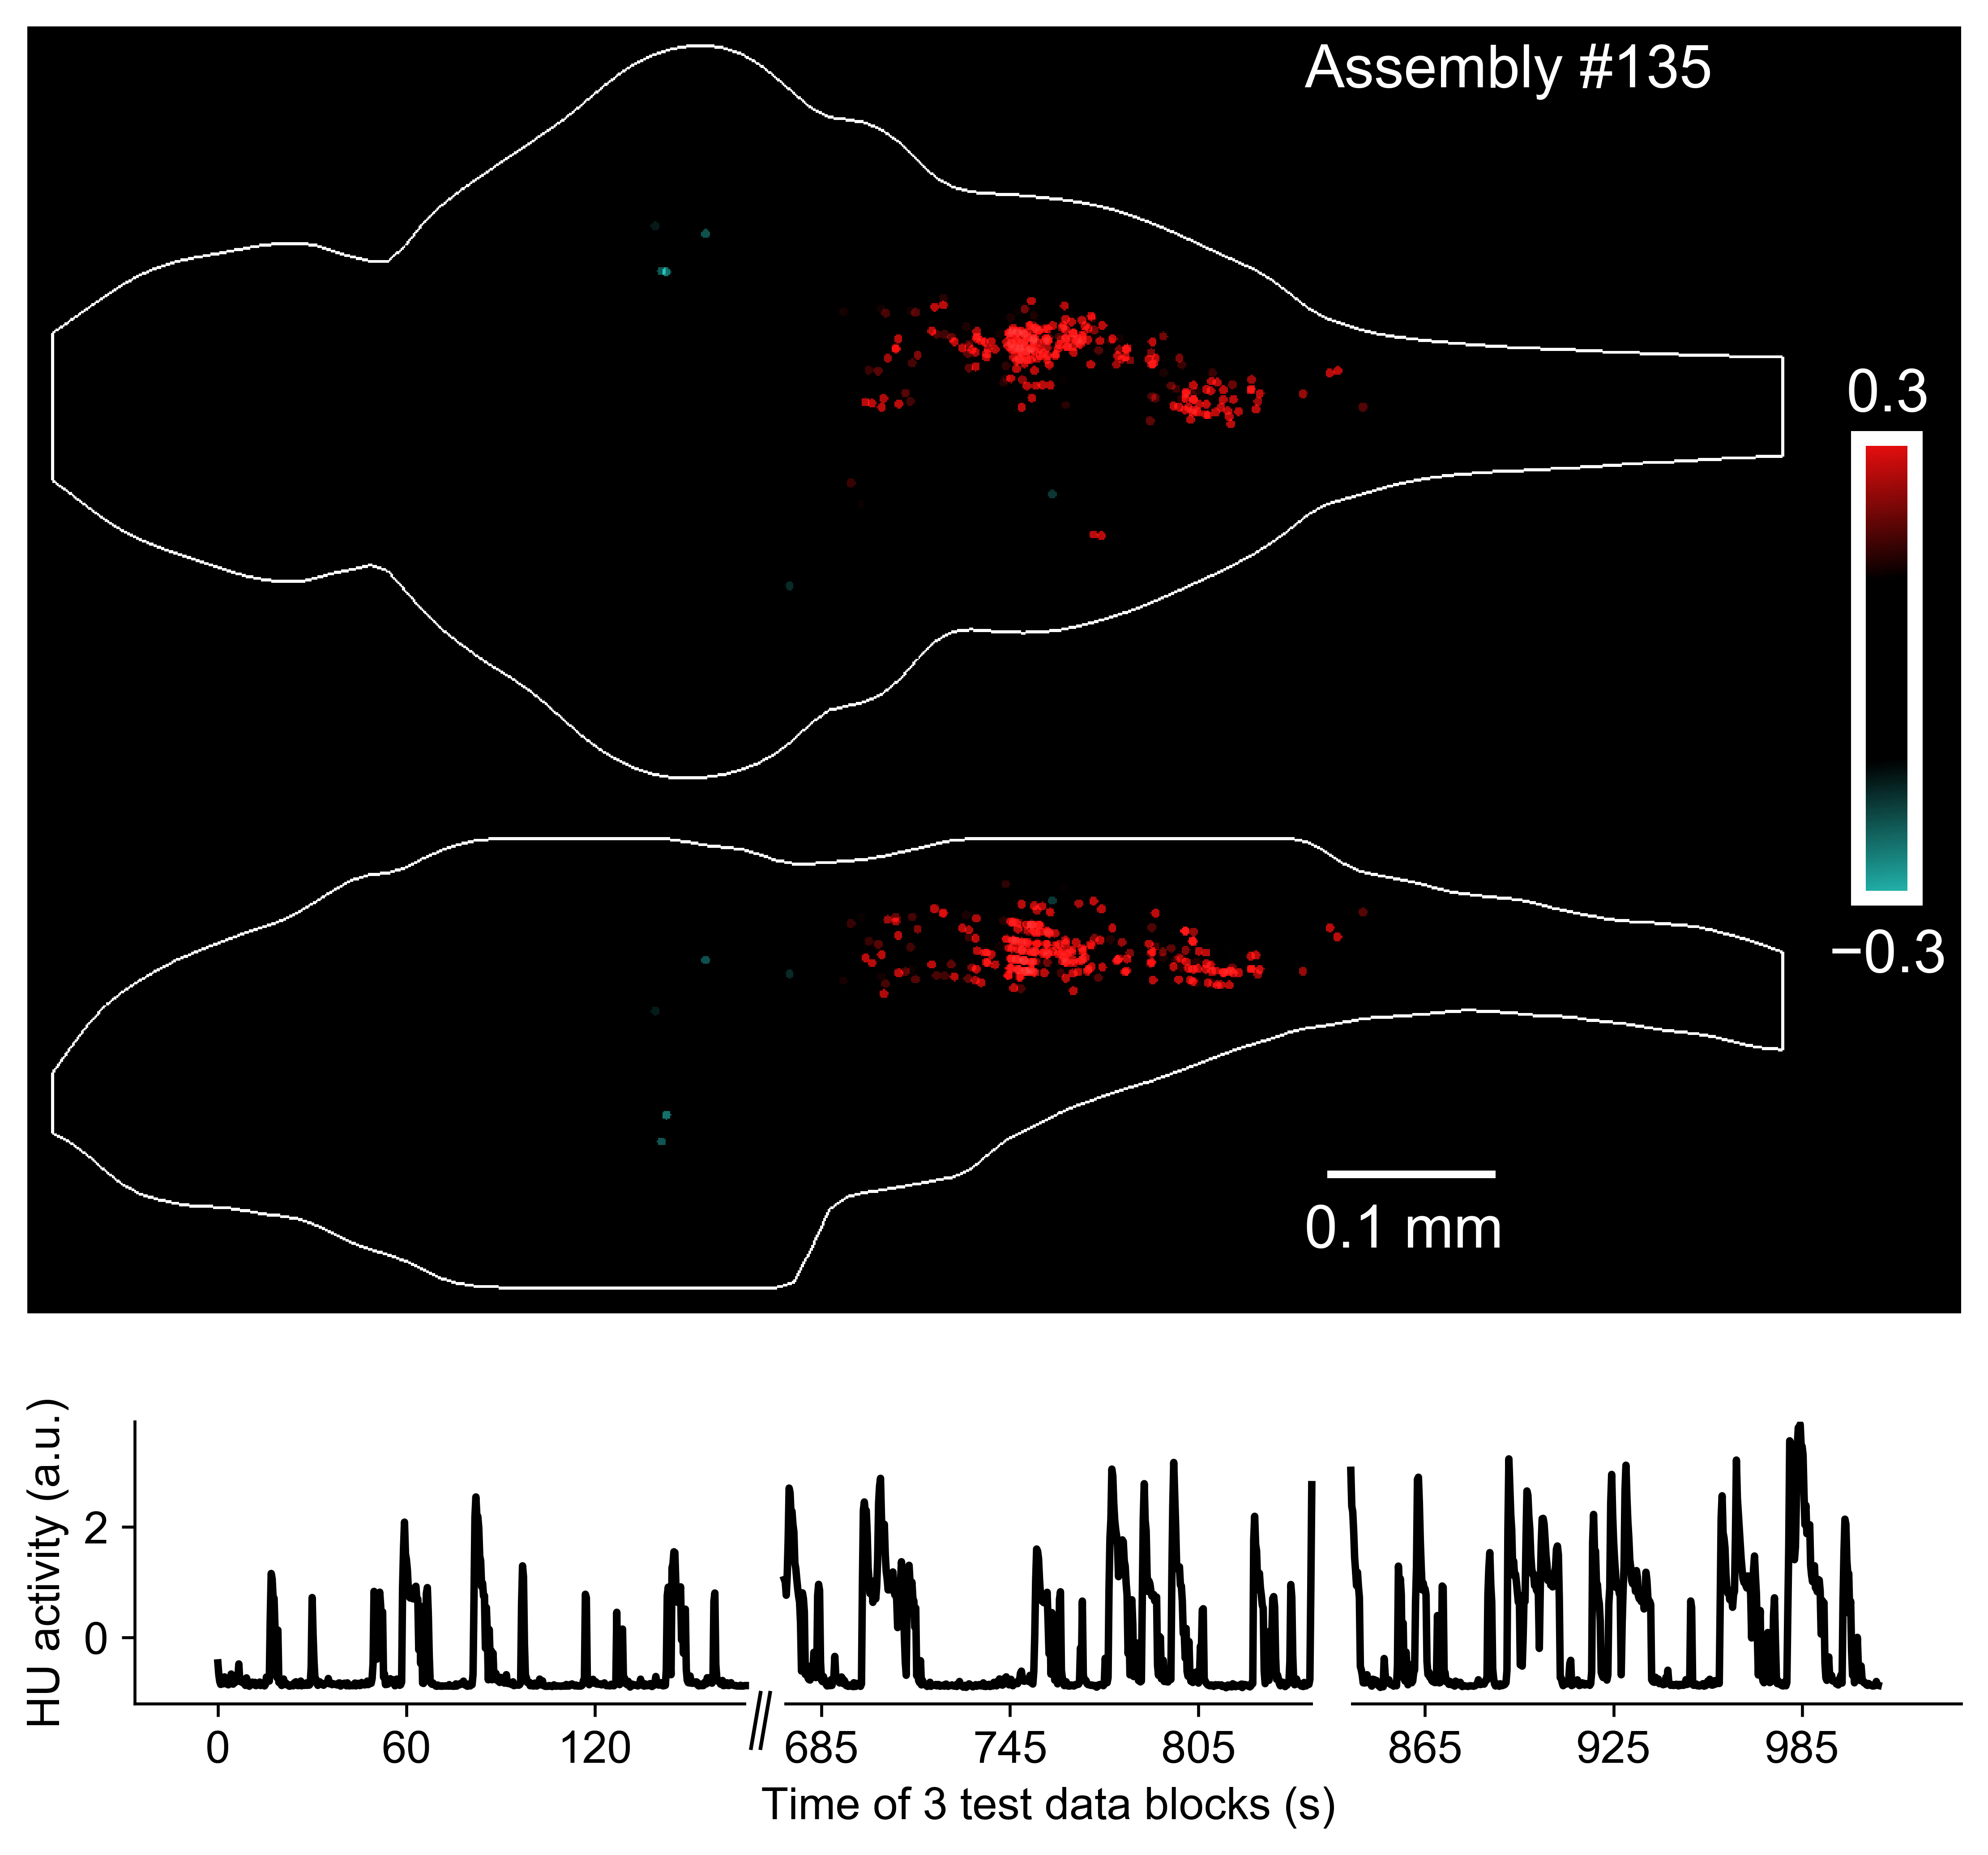 Assembly #135
0.3
−0.3
0.1 mm
HU activity (a.u.)
2
0
0 60 120 685 745 805 865 925 985
Time of 3 test data blocks (s)